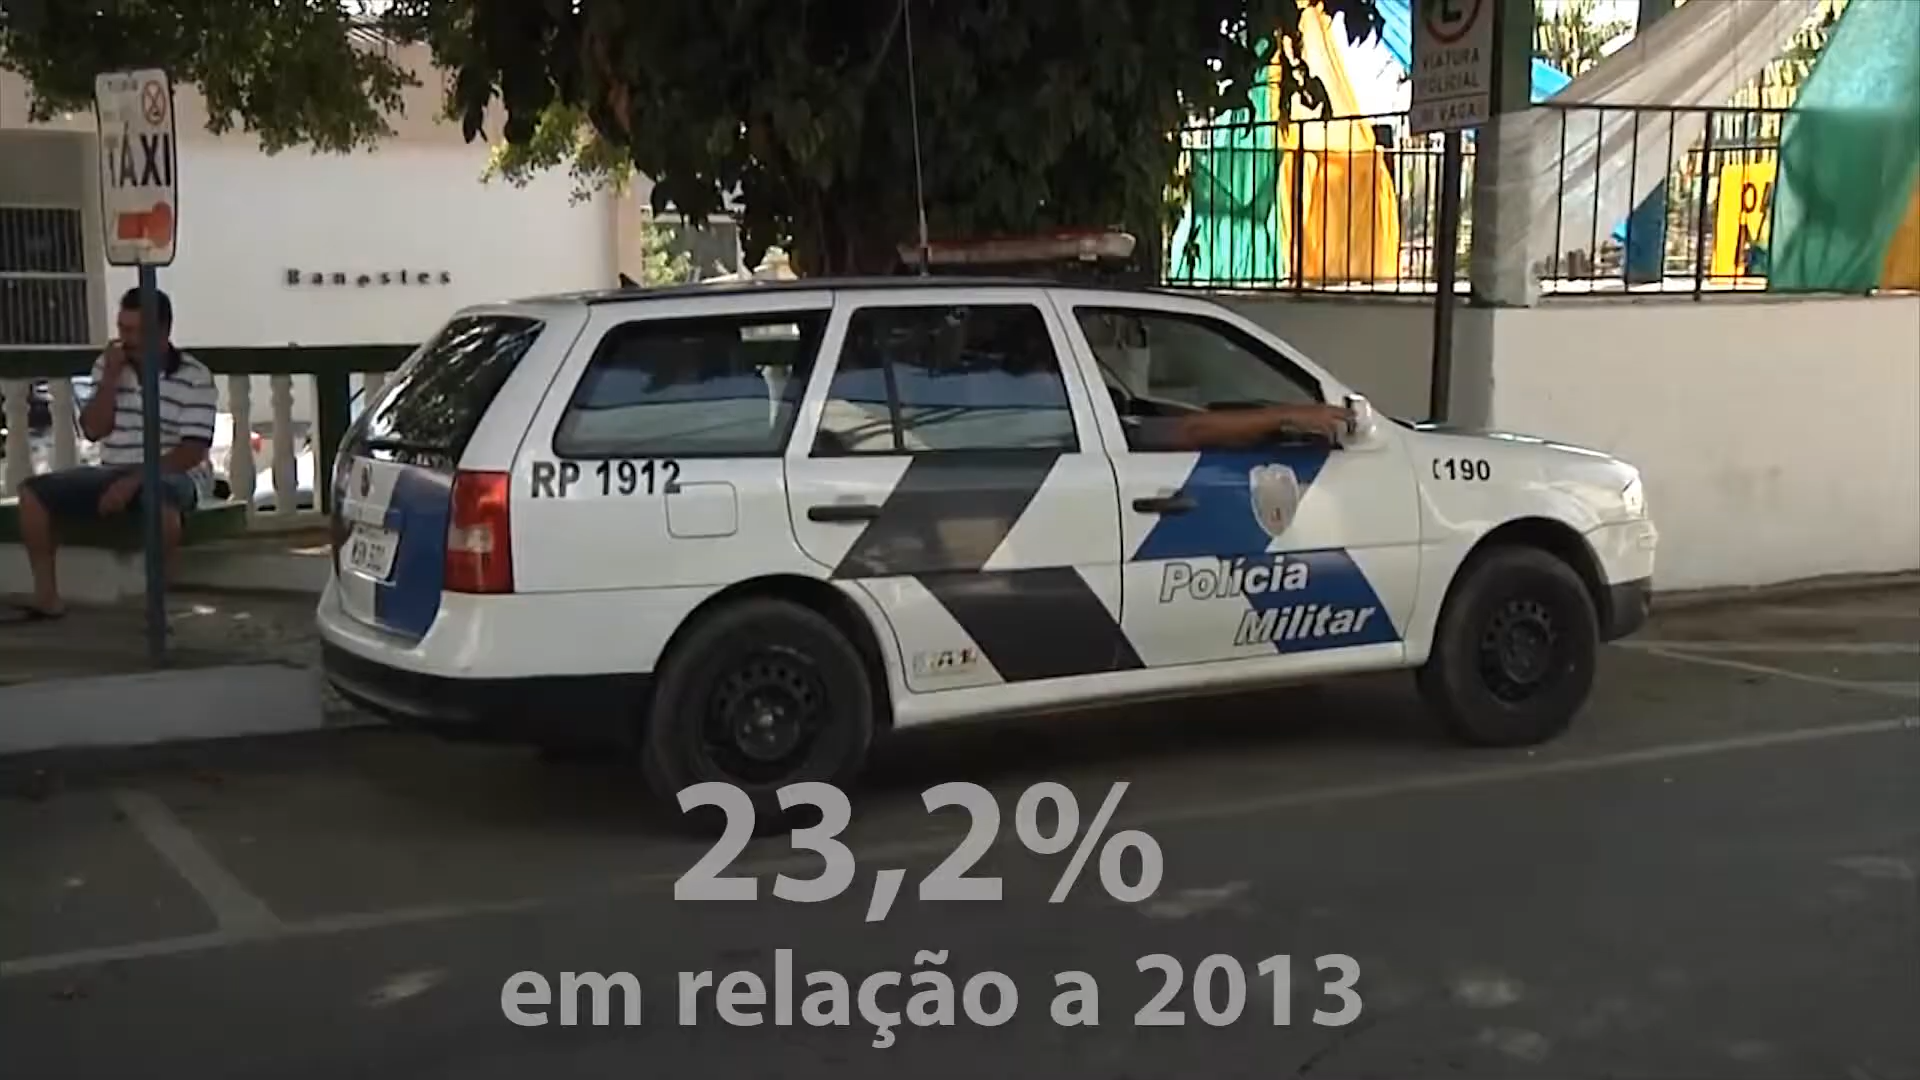 TÁXI
VIATURA
POLICIAL
Banestes
RP 1912
190
Polícia
Militar
23,2%
em relação a 2013